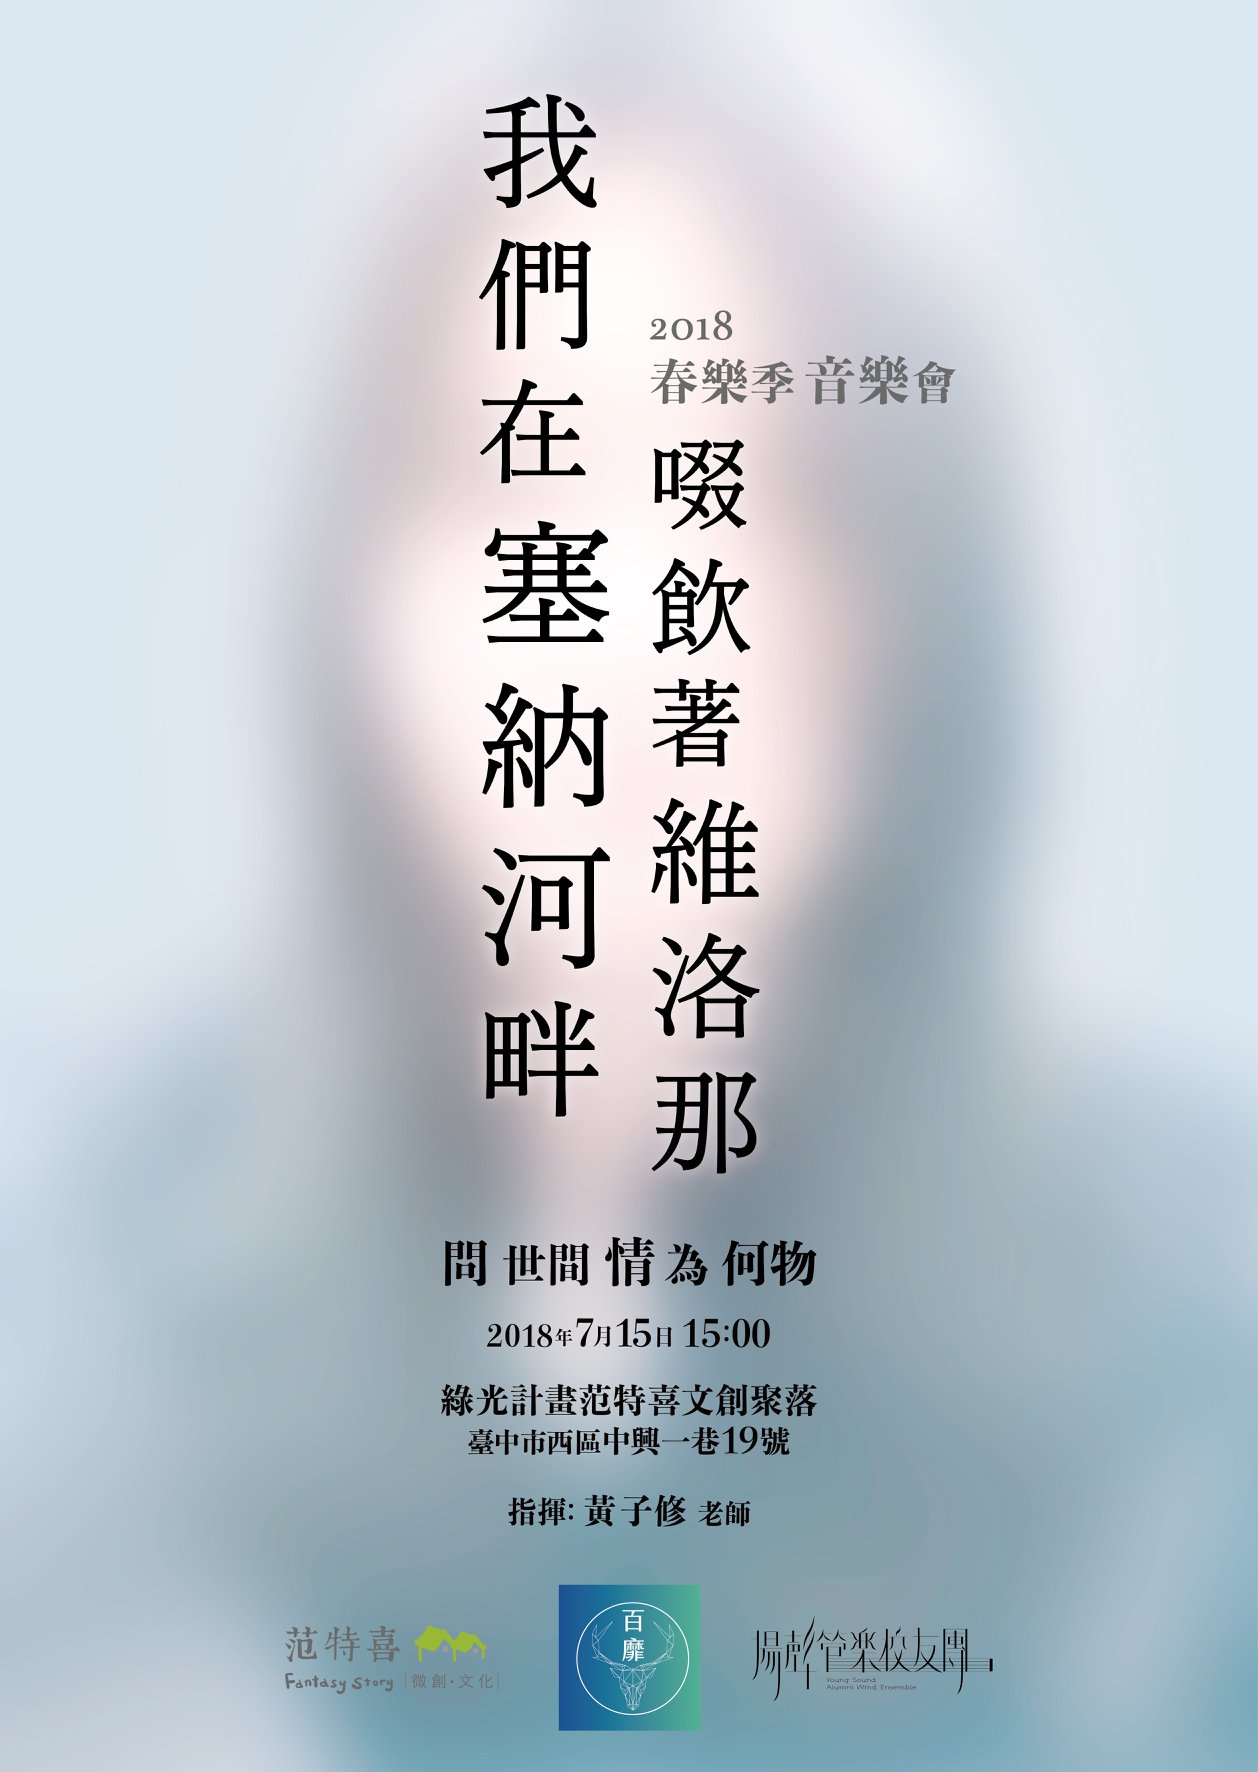 我們在塞納河畔
2018
春樂季音樂會
啜飲著維洛那
問世間情為何物
2018年7月15日 15:00
綠光計畫范特喜文創聚落
臺中市西區中興一巷19號
指揮: 黃子修 老師
范特喜
Fantasy Story
微創·文化
百靡
揚聲管樂校友團
Young Sound
Alumni Wind Ensemble